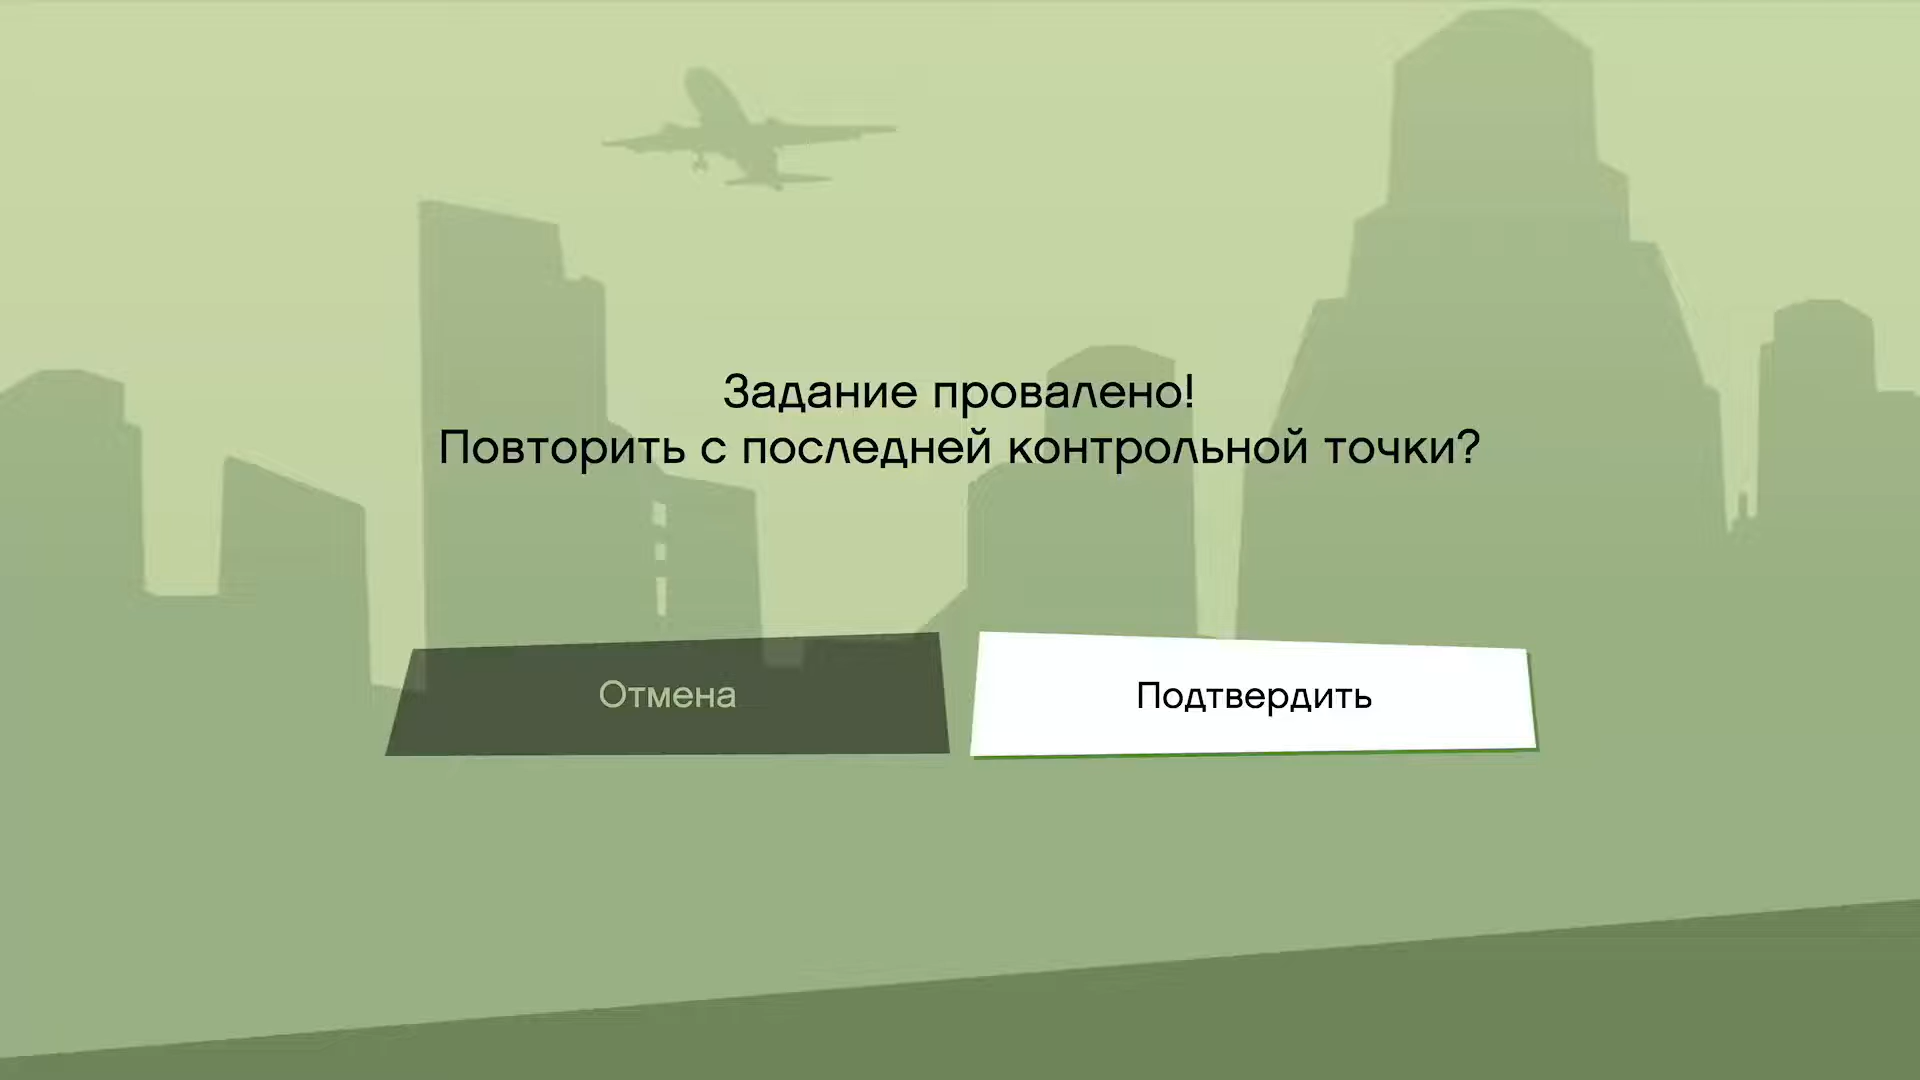 Задание провалено!
Повторить с последней контрольной точки?
Отмена
Подтвердить